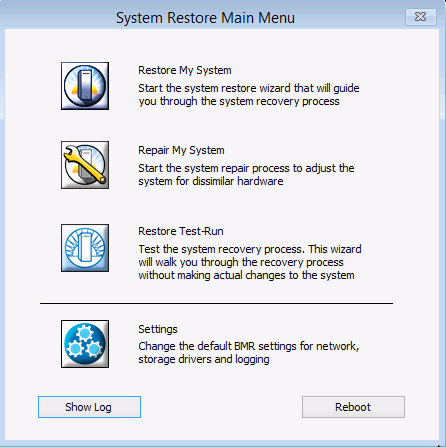 System Restore Main Menu
Restore My System
Start the system restore wizard that will guide
you through the system recovery process
Repair My System
Start the system repair process to adjust the
system for dissimilar hardware
Restore Test-Run
Test the system recovery process. This wizard
will walk you through the recovery process
without making actual changes to the system
Settings
Change the default BMR settings for network,
storage drivers and logging
Show Log
Reboot